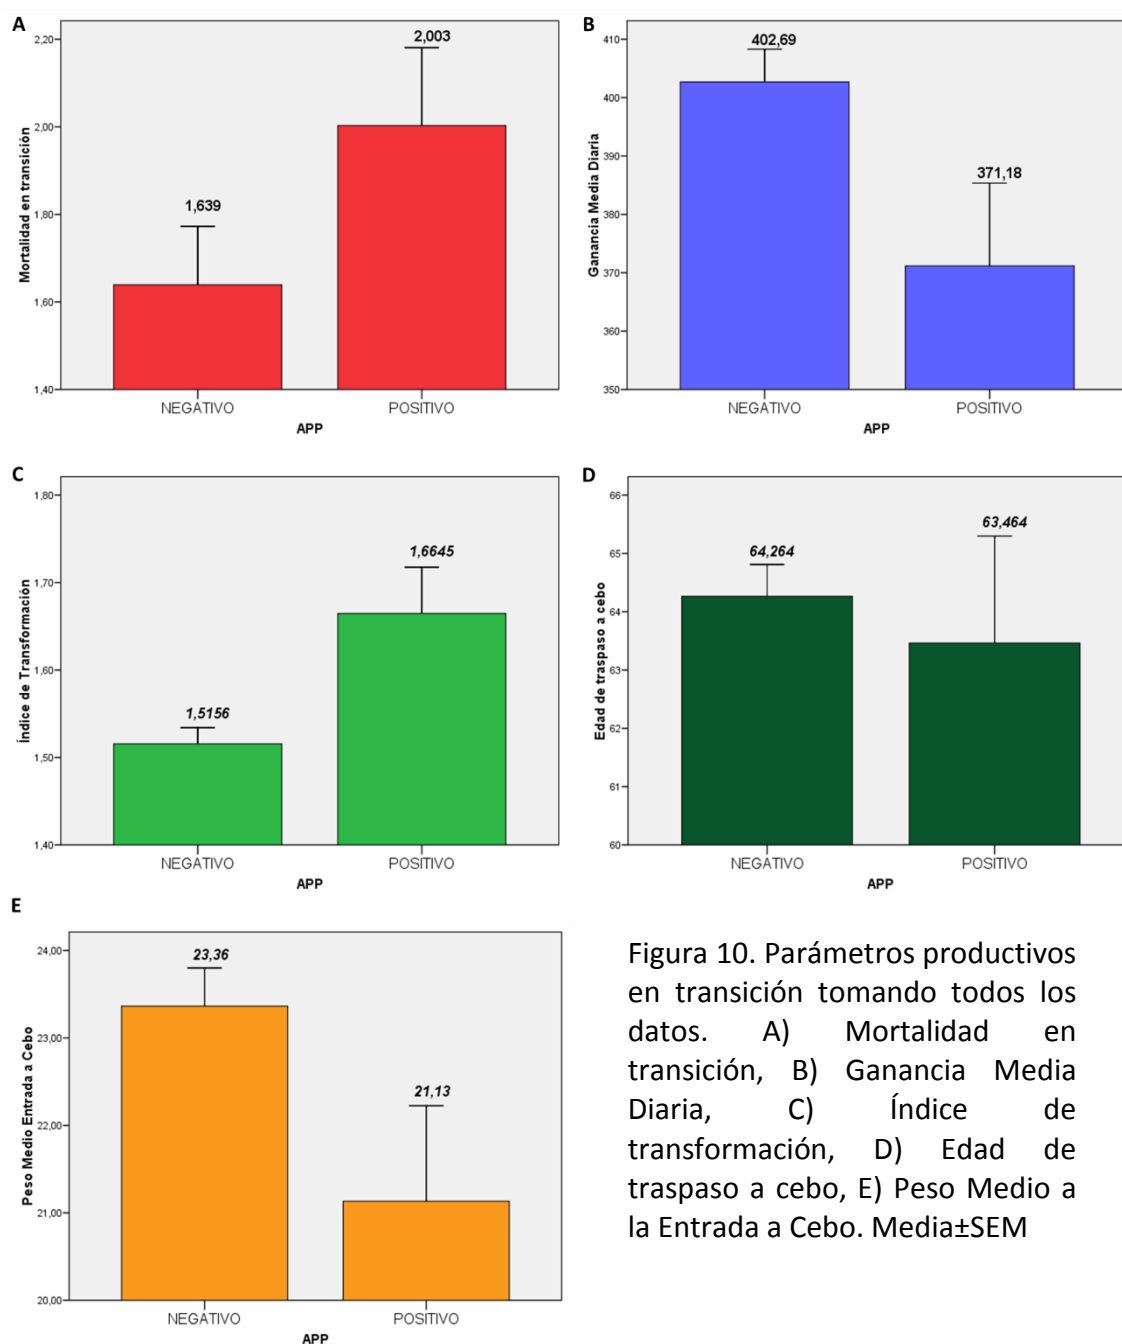 A
2,20
2,00
1,80
1,60
1,40
Mortalidad en transición
2,003
1,639
NEGATIVO
POSITIVO
APP
B
410
400
390
380
370
360
350
Ganancia Media Diaria
402,69
371,18
NEGATIVO
POSITIVO
APP
C
1,80
1,70
1,60
1,50
1,40
Índice de Transformación
1,6645
1,5156
NEGATIVO
POSITIVO
APP
D
66
65
64
63
62
61
60
Edad de traspaso a cebo
64,264
63,464
NEGATIVO
POSITIVO
APP
E
24,00
23,00
22,00
21,00
20,00
Peso Medio Entrada a Cebo
23,36
21,13
NEGATIVO
POSITIVO
APP
Figura 10. Parámetros productivos
en transición tomando todos los
datos. A) Mortalidad en
transición, B) Ganancia Media
Diaria, C) Índice de
transformación, D) Edad de
traspaso a cebo, E) Peso Medio a
la Entrada a Cebo. Media±SEM